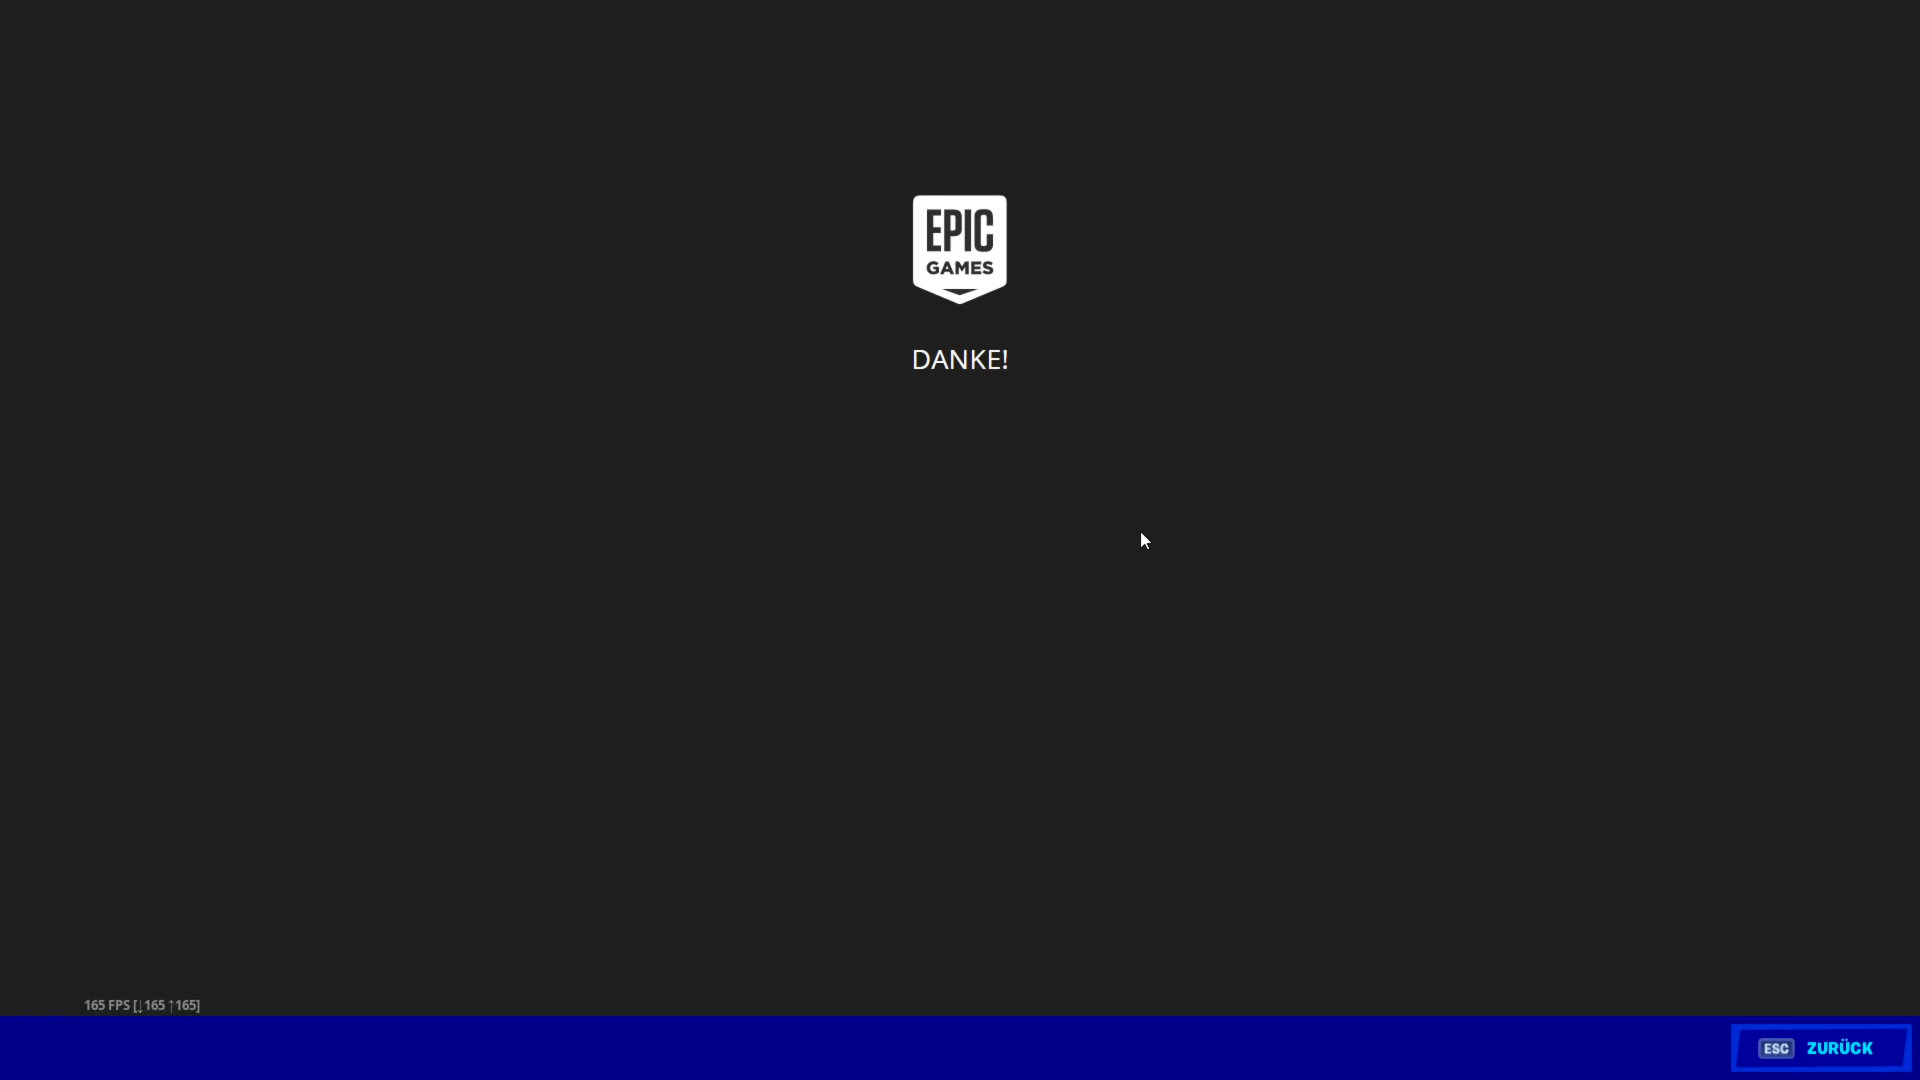 EPIC
GAMES
DANKE!
165 FPS [↓165 ↑165]
ESC ZURÜCK